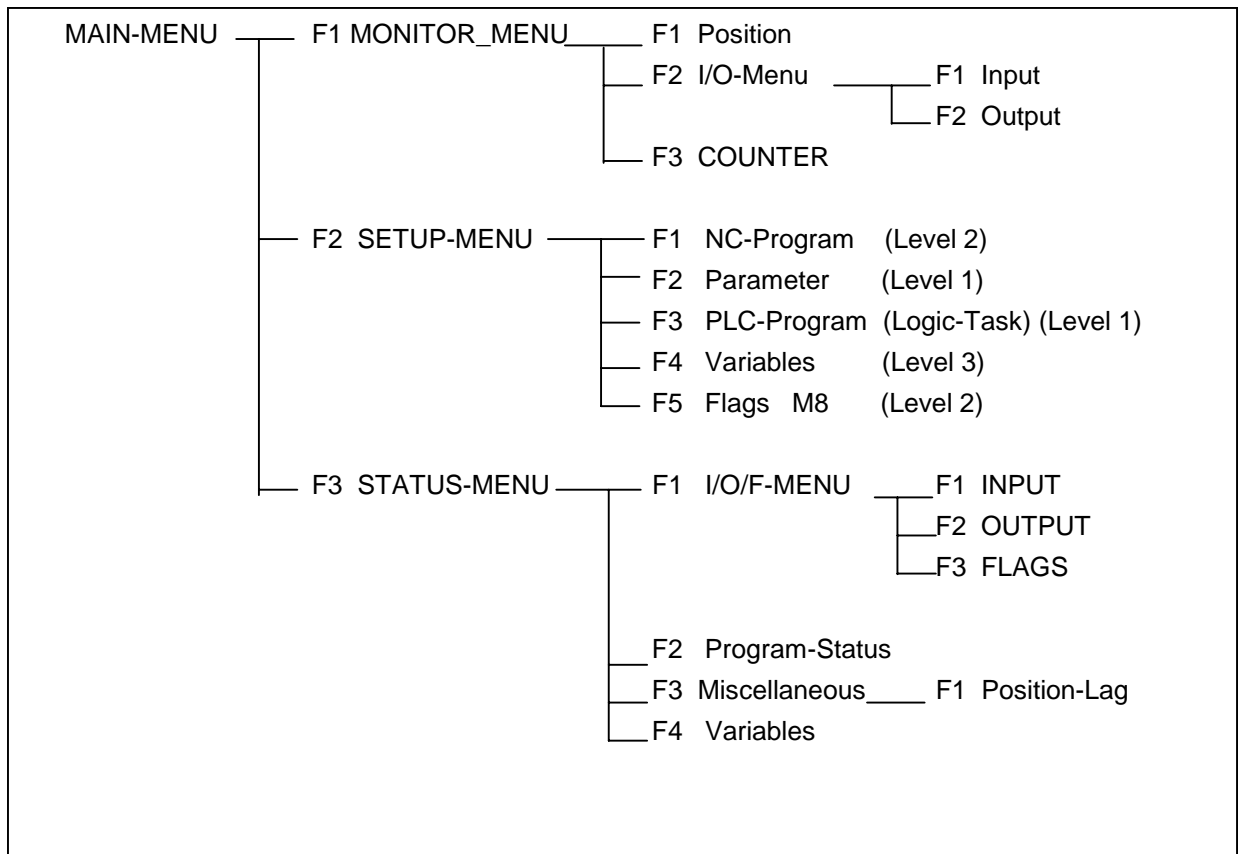 MAIN-MENU F1 MONITOR_MENU F1 Position
F2 I/O-Menu F1 Input
F2 Output
F3 COUNTER
F2 SETUP-MENU F1 NC-Program (Level 2)
F2 Parameter (Level 1)
F3 PLC-Program (Logic-Task) (Level 1)
F4 Variables (Level 3)
F5 Flags M8 (Level 2)
F3 STATUS-MENU F1 I/O/F-MENU F1 INPUT
F2 OUTPUT
F3 FLAGS
F2 Program-Status
F3 Miscellaneous F1 Position-Lag
F4 Variables